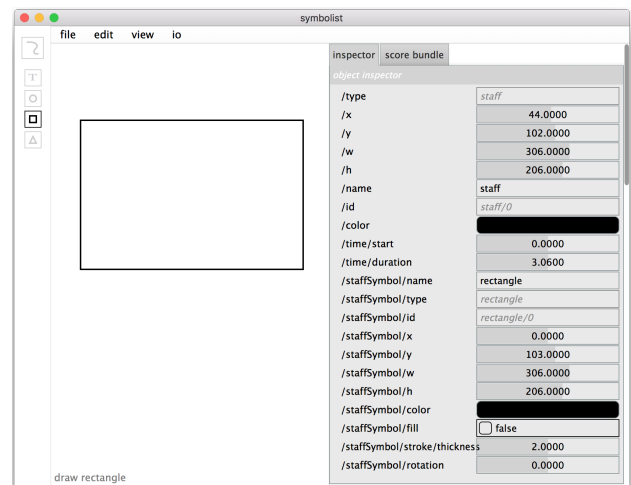 symbolist
file edit view io
T
inspector score bundle
object inspector
/type staff
/x 44.0000
/y 102.0000
/w 306.0000
/h 206.0000
/name staff
/id staff/0
/color
/time/start 0.0000
/time/duration 3.0600
/staffSymbol/name rectangle
/staffSymbol/type rectangle
/staffSymbol/id rectangle/0
/staffSymbol/x 0.0000
/staffSymbol/y 103.0000
/staffSymbol/w 306.0000
/staffSymbol/h 206.0000
/staffSymbol/color
/staffSymbol/fill false
/staffSymbol/stroke/thickness 2.0000
/staffSymbol/rotation 0.0000
draw rectangle